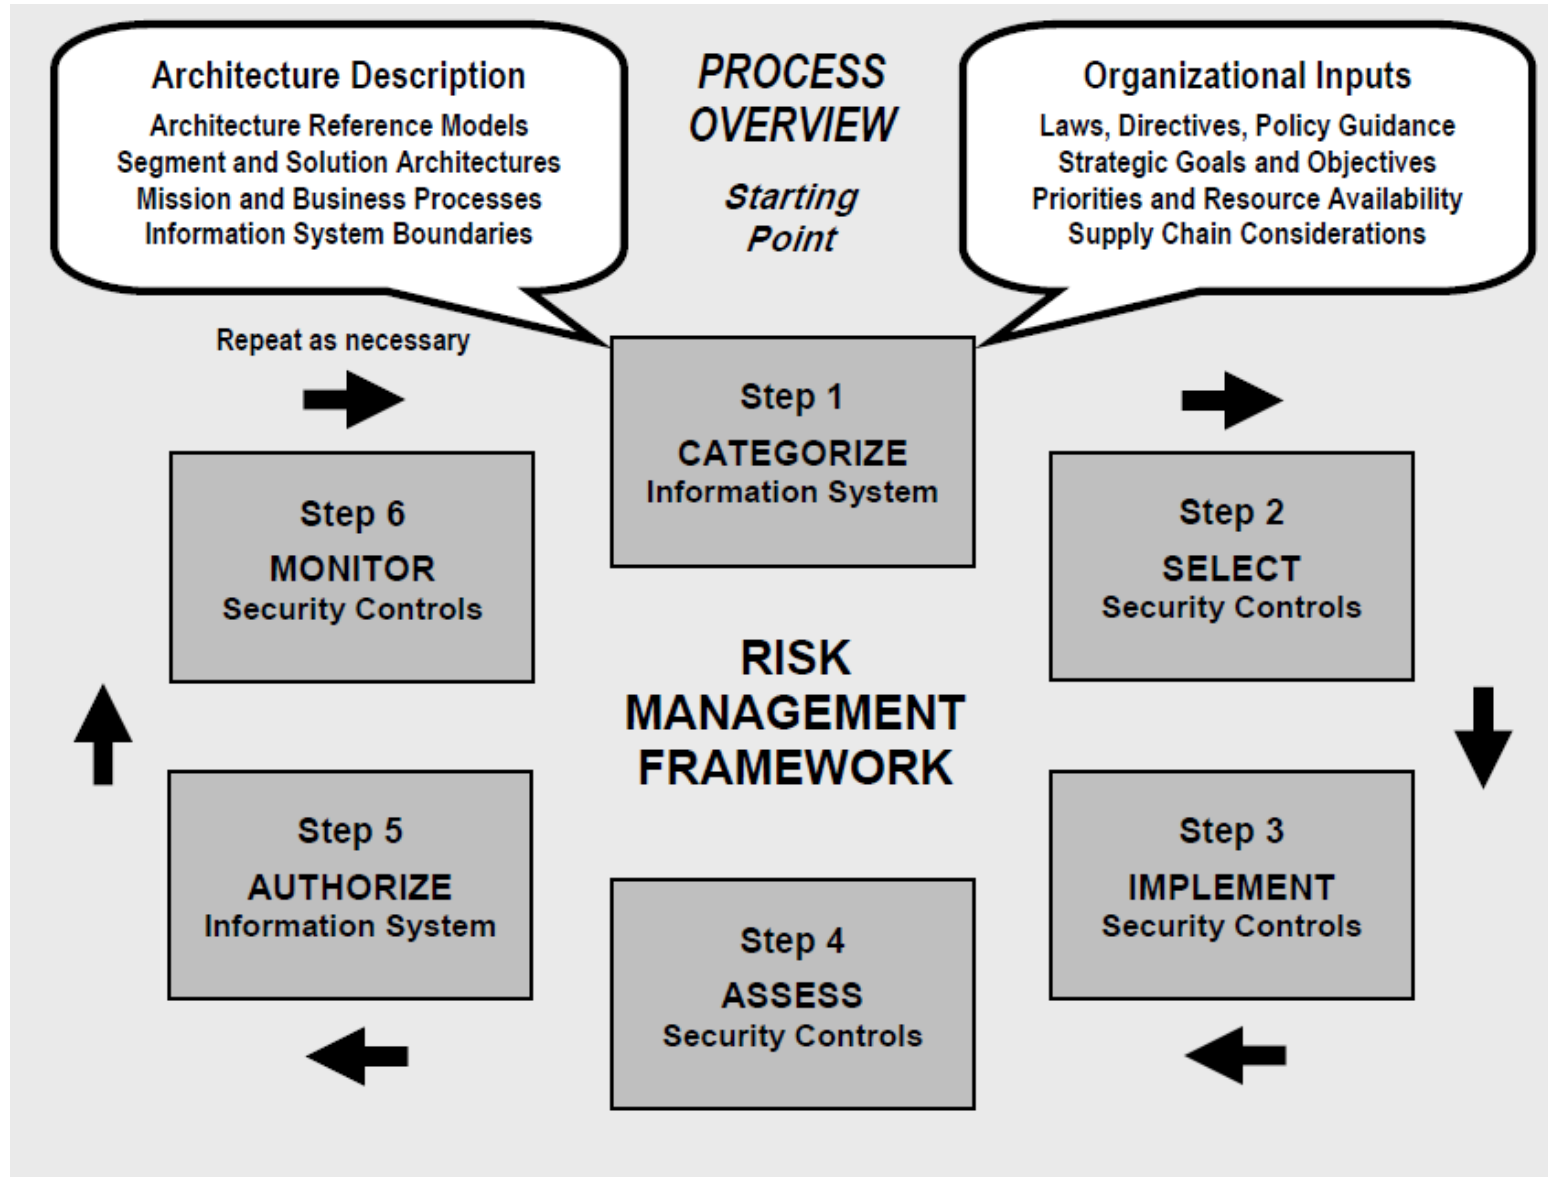 Architecture Description
Architecture Reference Models
Segment and Solution Architectures
Mission and Business Processes
Information System Boundaries
PROCESS
OVERVIEW
Starting
Point
Organizational Inputs
Laws, Directives, Policy Guidance
Strategic Goals and Objectives
Priorities and Resource Availability
Supply Chain Considerations
Repeat as necessary
Step 1
CATEGORIZE
Information System
Step 2
SELECT
Security Controls
Step 3
IMPLEMENT
Security Controls
Step 4
ASSESS
Security Controls
Step 5
AUTHORIZE
Information System
Step 6
MONITOR
Security Controls
RISK
MANAGEMENT
FRAMEWORK